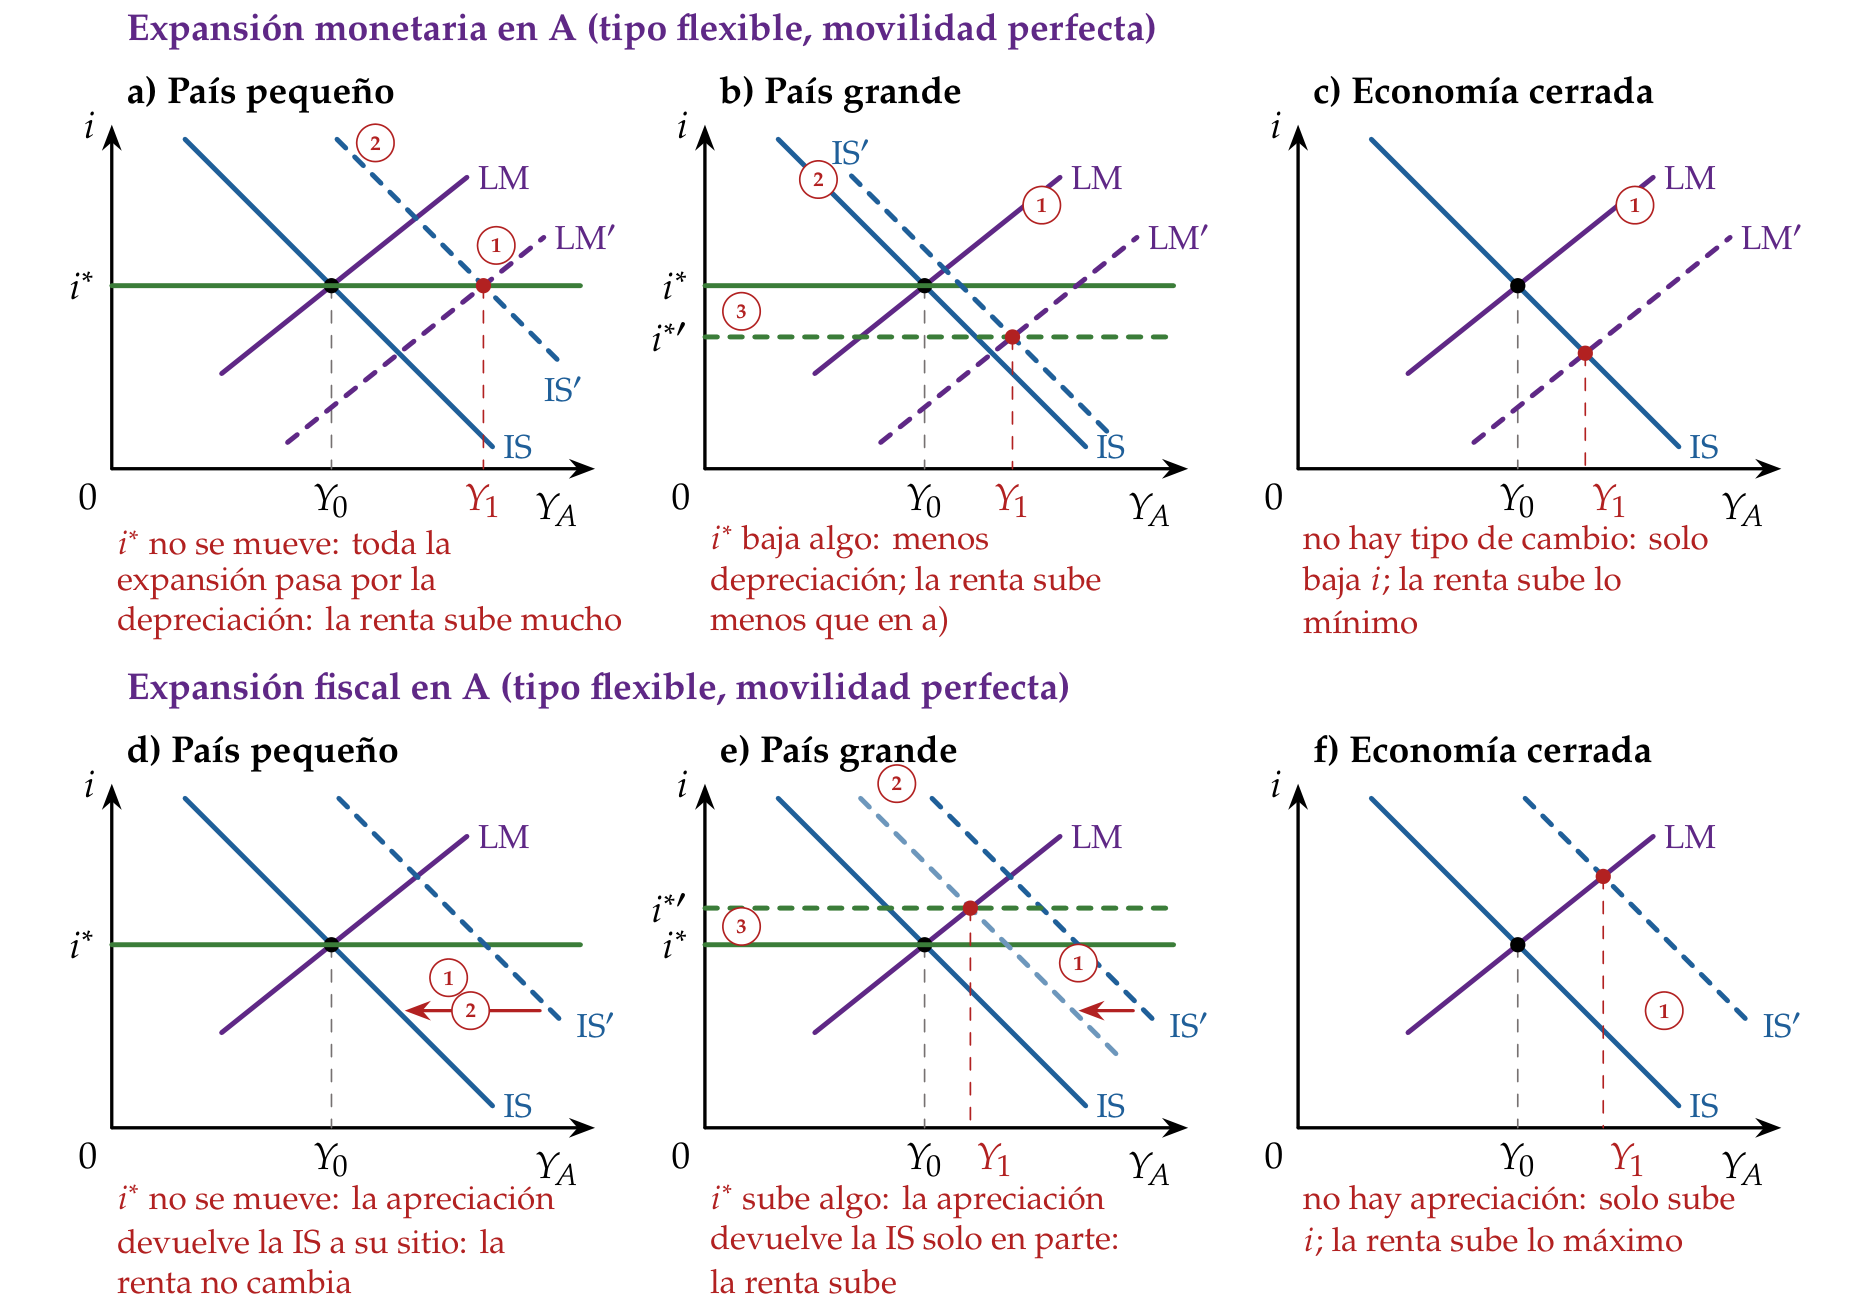 Expansión monetaria en A (tipo flexible, movilidad perfecta)
a) País pequeño
i
2
LM
1
LM′
i*
IS′
IS
0
Y0
Y1
YA
i* no se mueve: toda la
expansión pasa por la
depreciación: la renta sube mucho
b) País grande
i
IS′
2
LM
1
LM′
i*
3
i*′
IS
0
Y0
Y1
YA
i* baja algo: menos
depreciación; la renta sube
menos que en a)
c) Economía cerrada
i
LM
1
LM′
IS
0
Y0
Y1
YA
no hay tipo de cambio: solo
baja i; la renta sube lo
mínimo
Expansión fiscal en A (tipo flexible, movilidad perfecta)
d) País pequeño
i
LM
i*
1
2
IS′
IS
0
Y0
YA
i* no se mueve: la apreciación
devuelve la IS a su sitio: la
renta no cambia
e) País grande
i
2
LM
i*′
3
i*
1
IS′
IS
0
Y0
Y1
YA
i* sube algo: la apreciación
devuelve la IS solo en parte:
la renta sube
f) Economía cerrada
i
LM
1
IS′
IS
0
Y0
Y1
YA
no hay apreciación: solo sube
i; la renta sube lo máximo